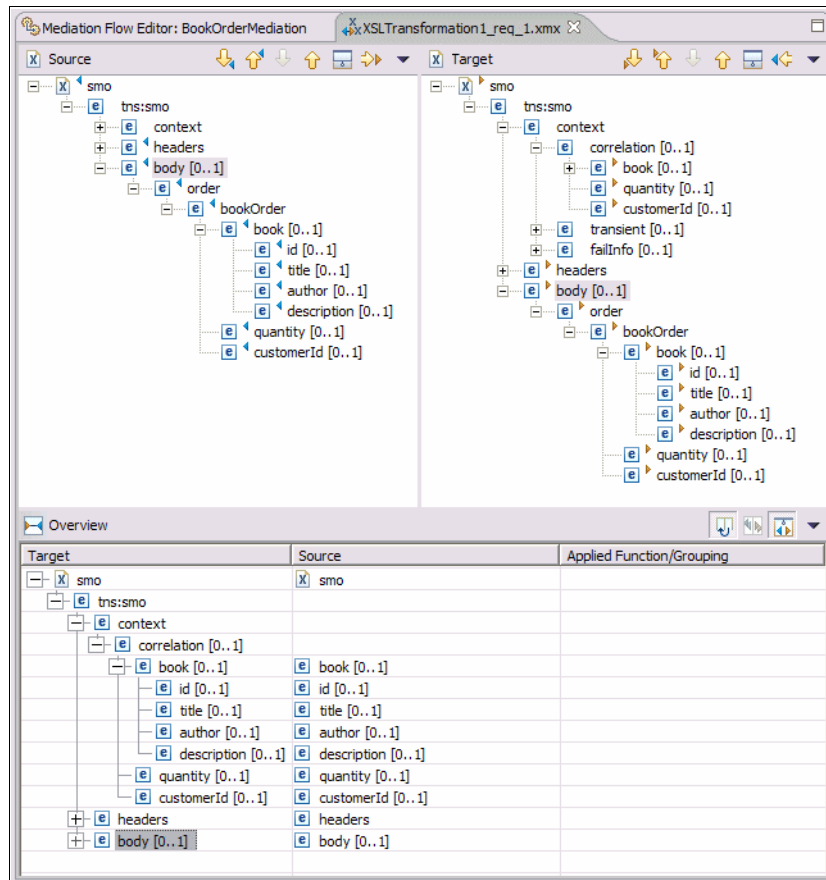 Mediation Flow Editor: BookOrderMediation
XSLTransformation1_req_1.xmx
Source
smo
tns:smo
context
headers
body [0..1]
order
bookOrder
book [0..1]
id [0..1]
title [0..1]
author [0..1]
description [0..1]
quantity [0..1]
customerId [0..1]
Target
smo
tns:smo
context
correlation [0..1]
book [0..1]
quantity [0..1]
customerId [0..1]
transient [0..1]
failInfo [0..1]
headers
body [0..1]
order
bookOrder
book [0..1]
id [0..1]
title [0..1]
author [0..1]
description [0..1]
quantity [0..1]
customerId [0..1]
Overview
Target Source Applied Function/Grouping
smo smo
tns:smo
context
correlation [0..1]
book [0..1] book [0..1]
id [0..1] id [0..1]
title [0..1] title [0..1]
author [0..1] author [0..1]
description [0..1] description [0..1]
quantity [0..1] quantity [0..1]
customerId [0..1] customerId [0..1]
headers headers
body [0..1] body [0..1]